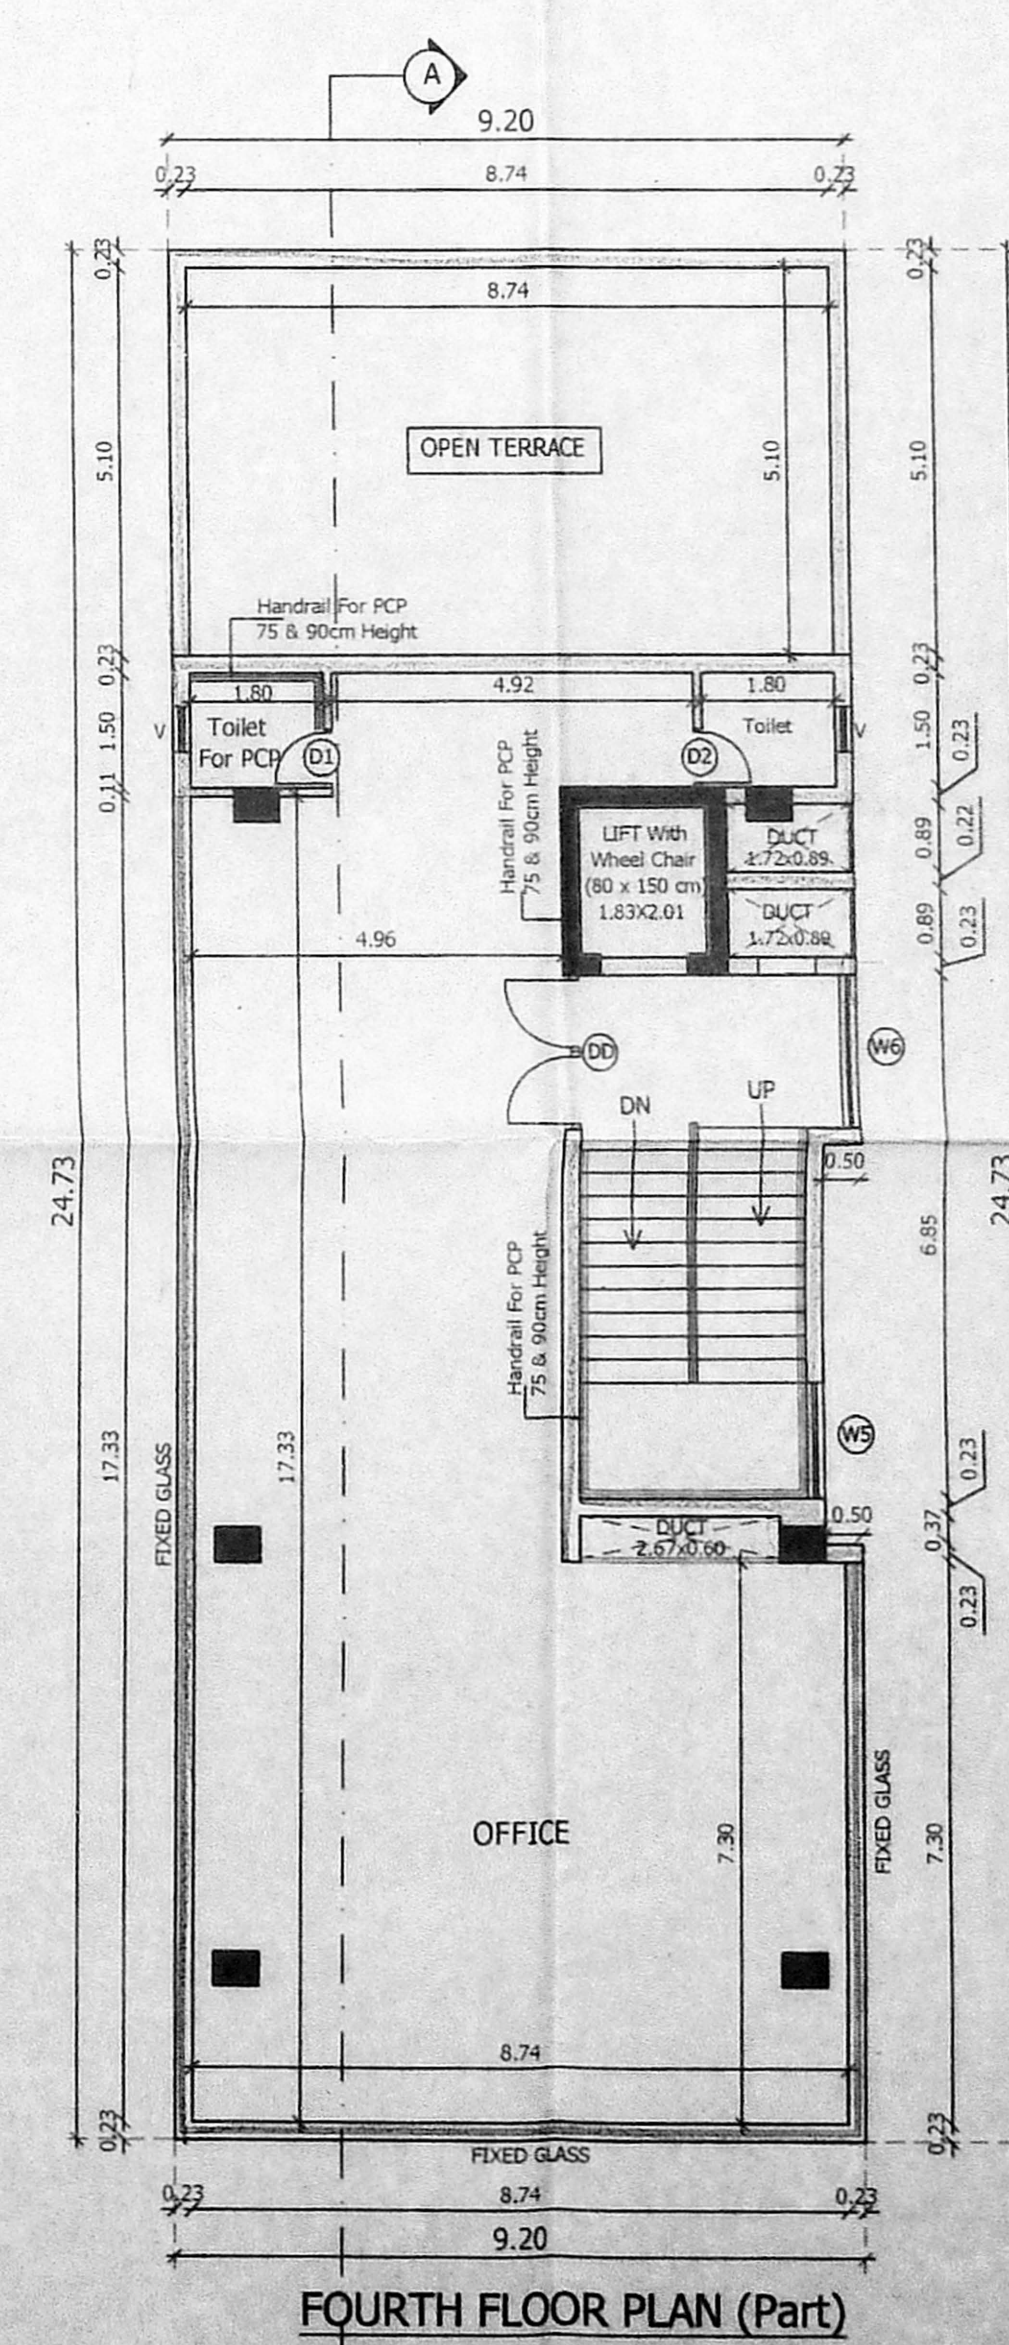 A
9.20
0.23 8.74 0.23
0.23
0.23
8.74
OPEN TERRACE
5.10
5.10
5.10
Handrail For PCP
75 & 90cm Height
0.23
0.23
1.80
4.92
1.80
Toilet
For PCP
Toilet
V
V
D1
D2
1.50
1.50
0.23
0.11
Handrail For PCP
75 & 90cm Height
LIFT With
Wheel Chair
(80 x 150 cm)
1.83X2.01
DUCT
1.72x0.89
DUCT
1.72x0.89
0.89
0.22
0.89
0.23
4.96
DD
W6
DN
UP
0.50
24.73
24.73
6.85
Handrail For PCP
75 & 90cm Height
17.33
17.33
FIXED GLASS
W5
0.23
0.50
0.37
DUCT
2.67x0.60
0.23
OFFICE
7.30
FIXED GLASS
7.30
8.74
0.23
0.23
FIXED GLASS
0.23 8.74 0.23
9.20
FOURTH FLOOR PLAN (Part)